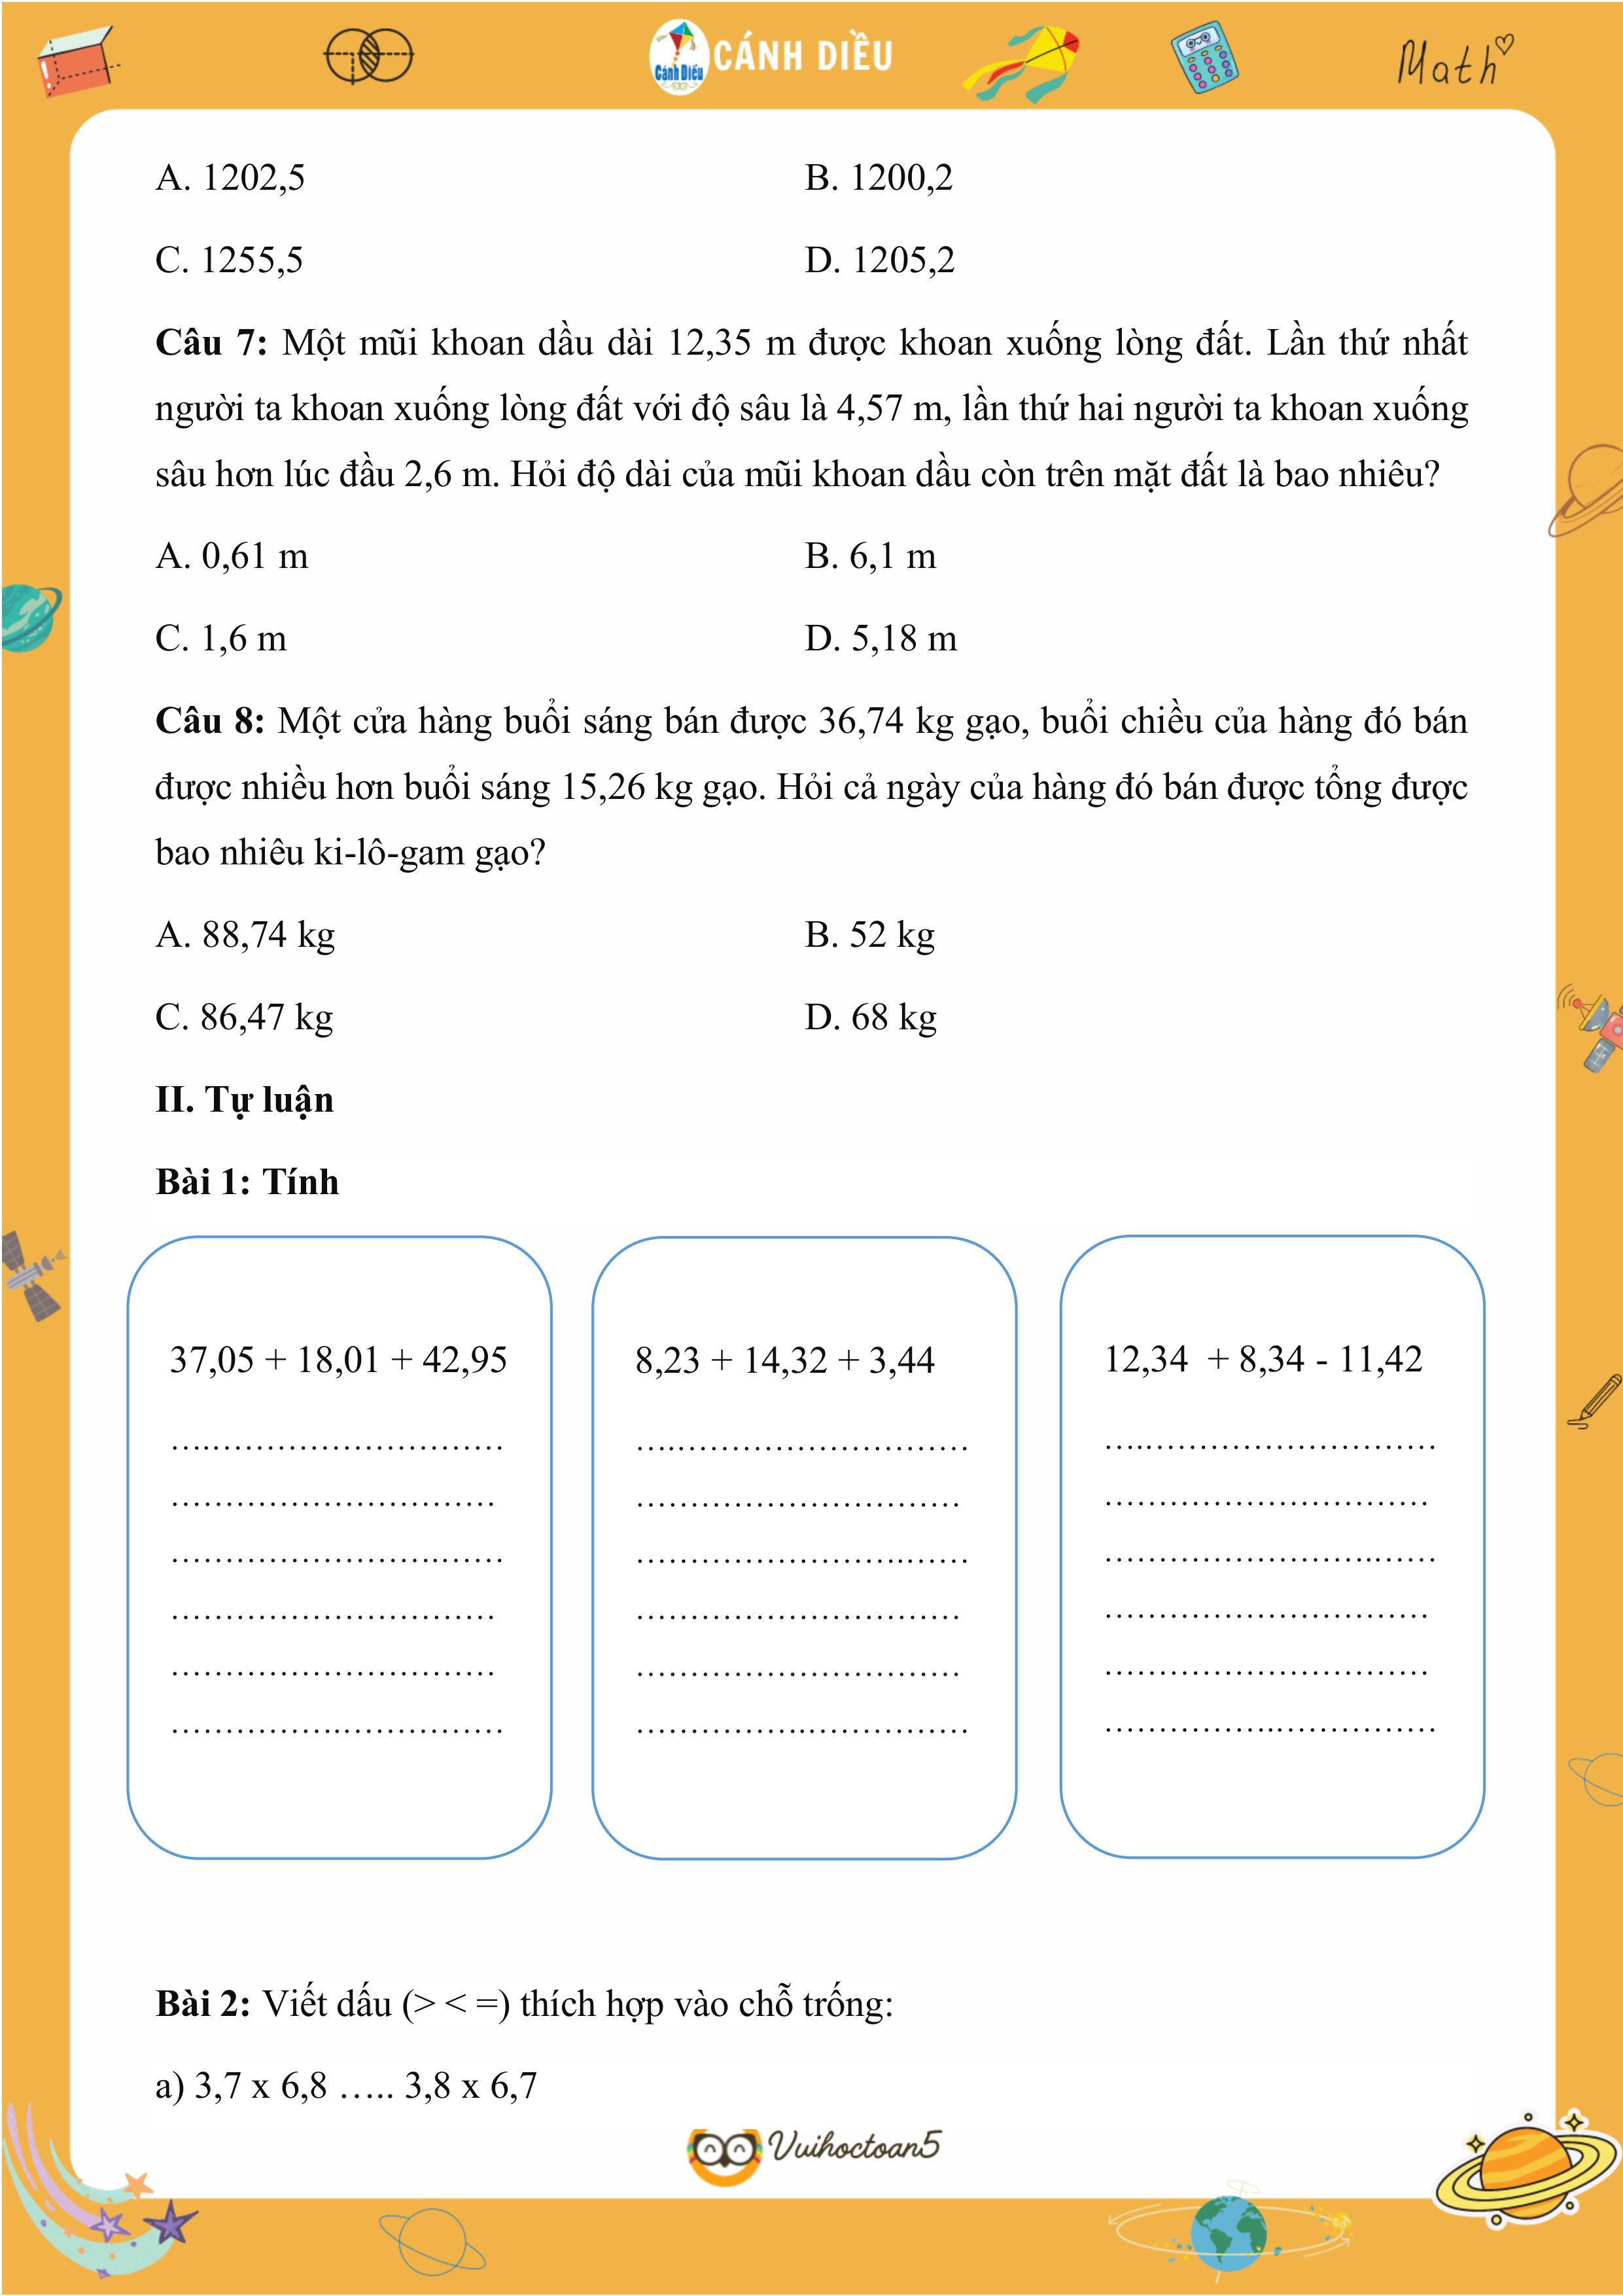 Cánh Diều
CÁNH DIỀU
Math
A. 1202,5 B. 1200,2
C. 1255,5 D. 1205,2
Câu 7: Một mũi khoan dầu dài 12,35 m được khoan xuống lòng đất. Lần thứ nhất
người ta khoan xuống lòng đất với độ sâu là 4,57 m, lần thứ hai người ta khoan xuống
sâu hơn lúc đầu 2,6 m. Hỏi độ dài của mũi khoan dầu còn trên mặt đất là bao nhiêu?
A. 0,61 m B. 6,1 m
C. 1,6 m D. 5,18 m
Câu 8: Một cửa hàng buổi sáng bán được 36,74 kg gạo, buổi chiều của hàng đó bán
được nhiều hơn buổi sáng 15,26 kg gạo. Hỏi cả ngày của hàng đó bán được tổng được
bao nhiêu ki-lô-gam gạo?
A. 88,74 kg B. 52 kg
C. 86,47 kg D. 68 kg
II. Tự luận
Bài 1: Tính
37,05 + 18,01 + 42,95 8,23 + 14,32 + 3,44 12,34 + 8,34 - 11,42
Bài 2: Viết dấu (> < =) thích hợp vào chỗ trống:
a) 3,7 x 6,8 ….. 3,8 x 6,7
Vuihoctoan5